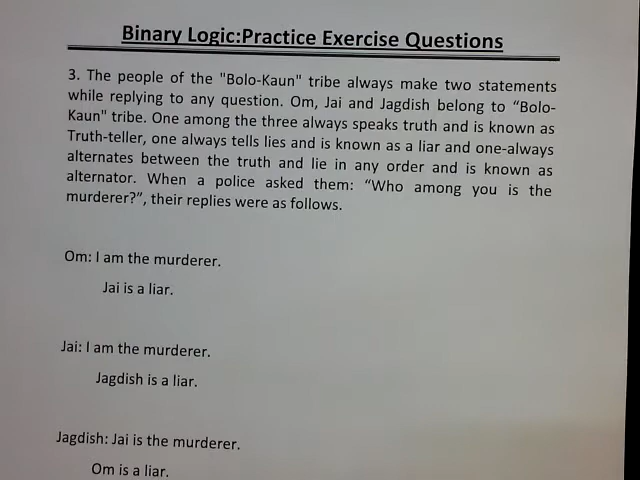 Binary Logic:Practice Exercise Questions
3. The people of the "Bolo-Kaun" tribe always make two statements
while replying to any question. Om, Jai and Jagdish belong to “Bolo-
Kaun" tribe. One among the three always speaks truth and is known as
Truth-teller, one always tells lies and is known as a liar and one-always
alternates between the truth and lie in any order and is known as
alternator. When a police asked them: “Who among you is the
murderer?”, their replies were as follows.
Om: I am the murderer.
Jai is a liar.
Jai: I am the murderer.
Jagdish is a liar.
Jagdish: Jai is the murderer.
Om is a liar.